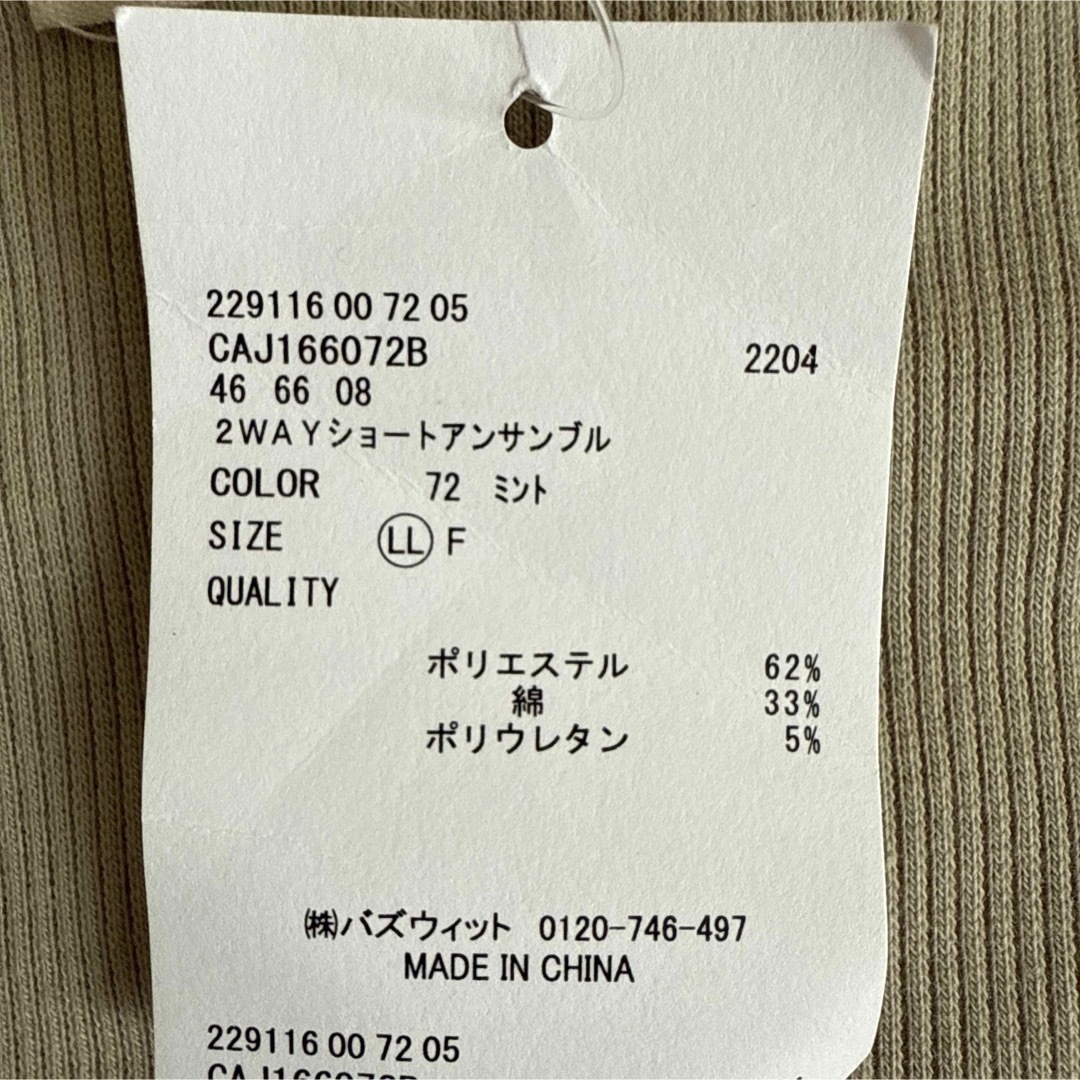 229116 00 72 05
CAJ166072B 2204
46 66 08
２ＷＡＹショートアンサンブル
COLOR 72 ﾐﾝﾄ
SIZE LL F
QUALITY
ポリエステル 62%
綿 33%
ポリウレタン 5%
㈱バズウィット 0120-746-497
MADE IN CHINA
229116 00 72 05
CAJ166072B